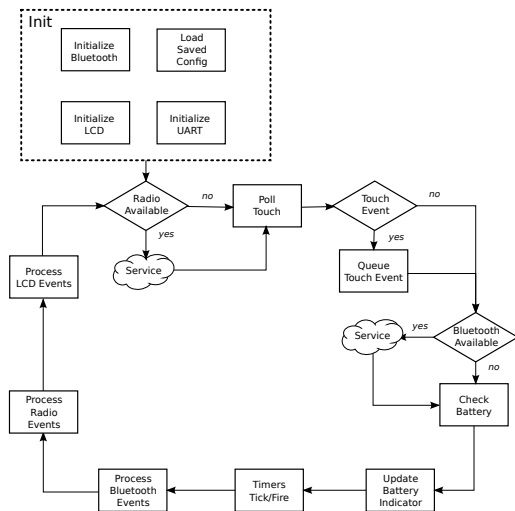 Init
Initialize
Bluetooth
Load
Saved
Config
Initialize
LCD
Initialize
UART
Radio
Available
no
yes
Service
Poll
Touch
Touch
Event
no
yes
Queue
Touch Event
Bluetooth
Available
yes
no
Service
Check
Battery
Update
Battery
Indicator
Timers
Tick/Fire
Process
Bluetooth
Events
Process
Radio
Events
Process
LCD Events